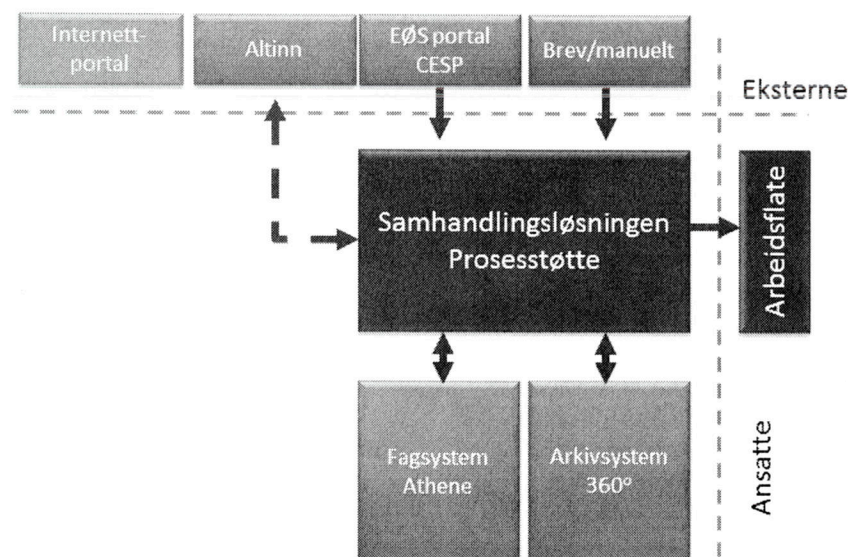 Internett-
portal
Altinn
EØS portal
CESP
Brev/manuelt
Eksterne
Samhandlingsløsningen
Prosesstøtte
Arbeidsflate
Fagsystem
Athene
Arkivsystem
360°
Ansatte